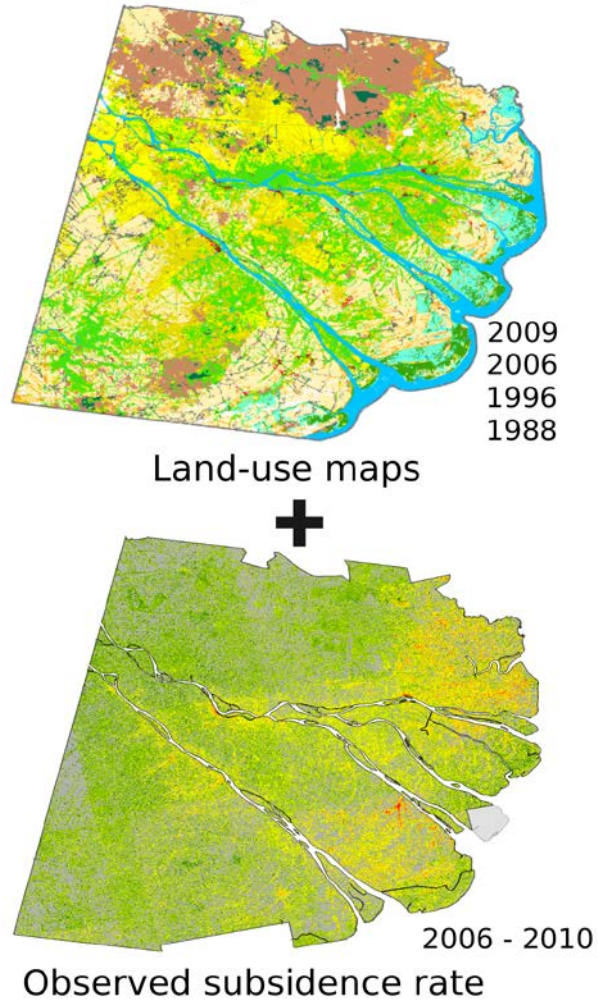 2009
2006
1996
1988
Land-use maps
+
2006 - 2010
Observed subsidence rate